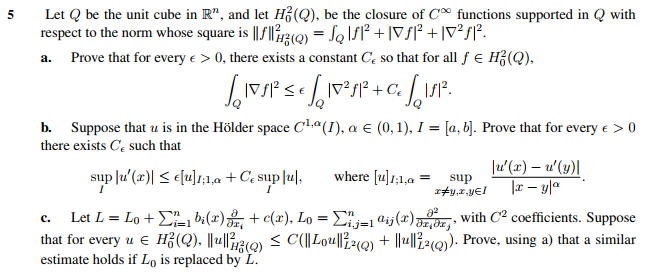 5 Let Q be the unit cube in ℝⁿ, and let H₀²(Q), be the closure of C^∞ functions supported in Q with
respect to the norm whose square is ‖f‖²_{H₀²(Q)} = ∫_Q |f|² + |∇f|² + |∇²f|².
a. Prove that for every ϵ > 0, there exists a constant C_ϵ so that for all f ∈ H₀²(Q),
∫_Q |∇f|² ≤ ϵ ∫_Q |∇²f|² + C_ϵ ∫_Q |f|².
b. Suppose that u is in the Hölder space C^{1,α}(I), α ∈ (0, 1), I = [a, b]. Prove that for every ϵ > 0
there exists C_ϵ such that
sup_I |u′(x)| ≤ ϵ[u]_{I;1,α} + C_ϵ sup_I |u|, where [u]_{I;1,α} = sup_{x≠y,x,y∈I} |u′(x) − u′(y)| / |x − y|^α.
c. Let L = L₀ + ∑_{i=1}^n b_i(x) ∂/∂x_i + c(x), L₀ = ∑_{i,j=1}^n a_{ij}(x) ∂²/∂x_i∂x_j, with C² coefficients. Suppose
that for every u ∈ H₀²(Q), ‖u‖²_{H₀²(Q)} ≤ C(‖L₀u‖²_{L²(Q)} + ‖u‖²_{L²(Q)}). Prove, using a) that a similar
estimate holds if L₀ is replaced by L.